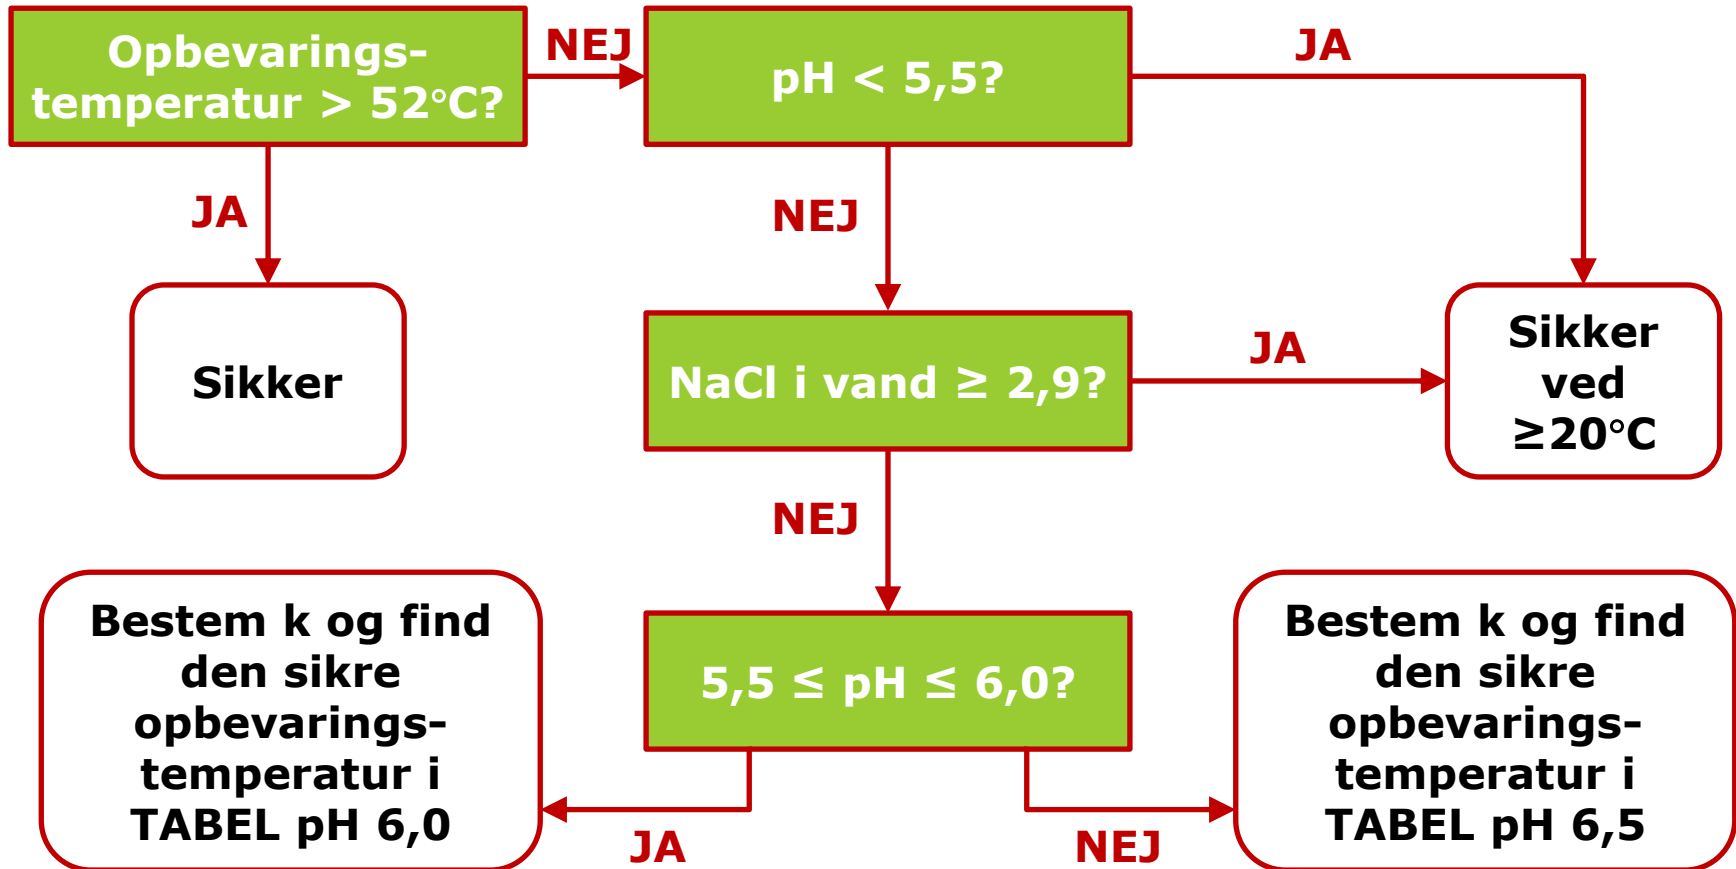 Opbevarings-
temperatur > 52°C?
NEJ
pH < 5,5?
JA
JA
NEJ
Sikker
NaCl i vand ≥ 2,9?
JA
Sikker
ved
≥20°C
NEJ
Bestem k og find
den sikre
opbevarings-
temperatur i
TABEL pH 6,0
5,5 ≤ pH ≤ 6,0?
Bestem k og find
den sikre
opbevarings-
temperatur i
TABEL pH 6,5
JA
NEJ